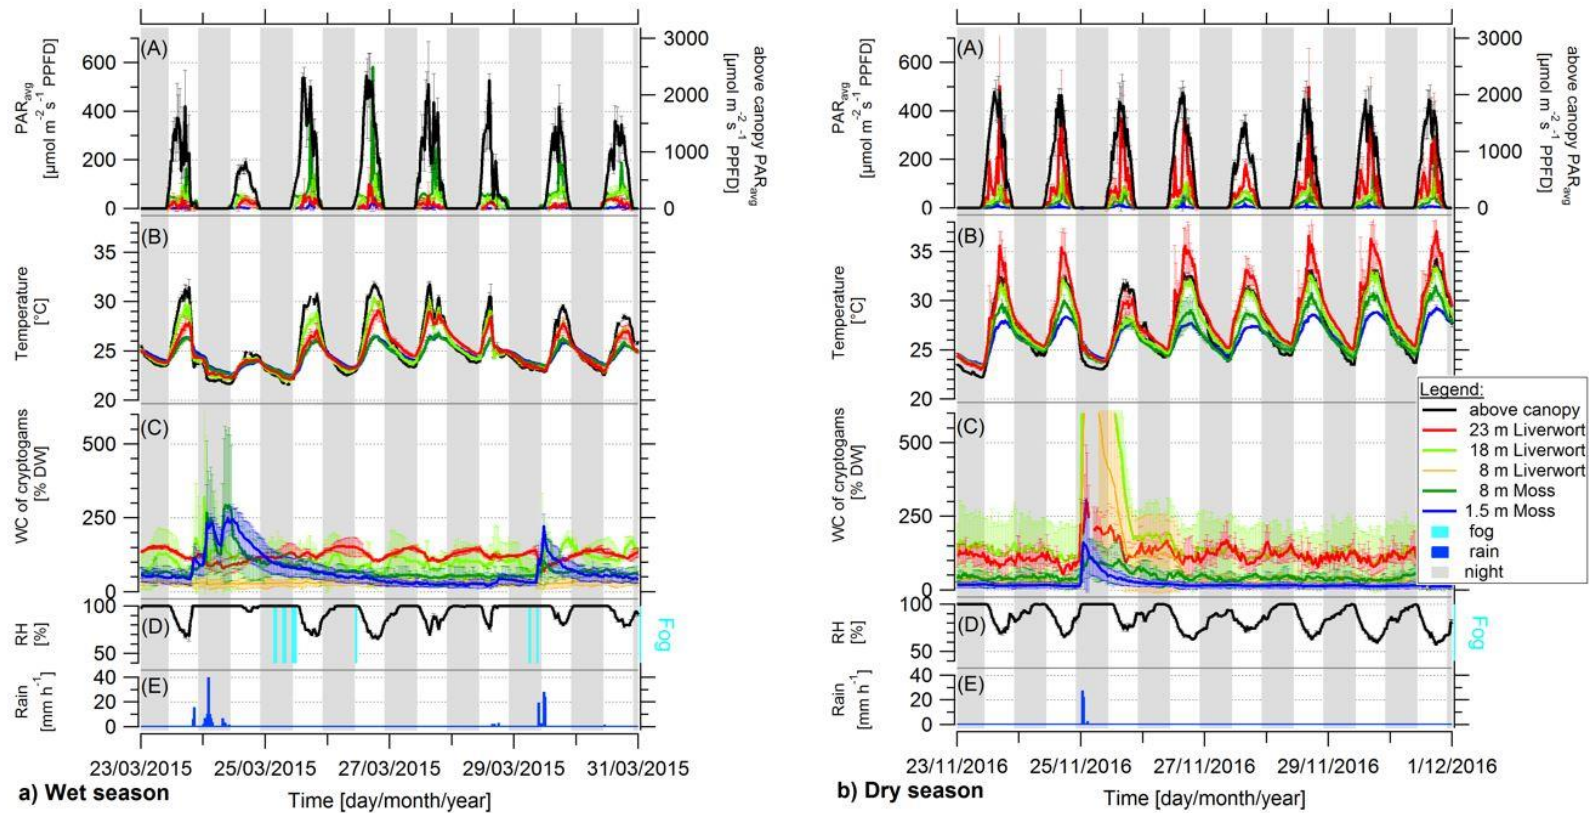 (A)
PARavg
[µmol m-2 s-1 PPFD]
600
400
200
0
3000
2000
1000
0
above canopy PARavg
[µmol m-2 s-1 PPFD]
(B)
Temperature
[°C]
35
30
25
20
(C)
WC of cryptogams
[% DW]
500
250
0
(D)
RH
[%]
100
50
Fog
(E)
Rain
[mm h-1]
40
20
0
23/03/2015 25/03/2015 27/03/2015 29/03/2015 31/03/2015
a) Wet season
Time [day/month/year]
(A)
PARavg
[µmol m-2 s-1 PPFD]
600
400
200
0
3000
2000
1000
0
above canopy PARavg
[µmol m-2 s-1 PPFD]
(B)
Temperature
[°C]
35
30
25
20
(C)
WC of cryptogams
[% DW]
500
250
0
Legend:
above canopy
23 m Liverwort
18 m Liverwort
8 m Liverwort
8 m Moss
1.5 m Moss
fog
rain
night
(D)
RH
[%]
100
50
Fog
(E)
Rain
[mm h-1]
40
20
0
23/11/2016 25/11/2016 27/11/2016 29/11/2016 1/12/2016
b) Dry season
Time [day/month/year]